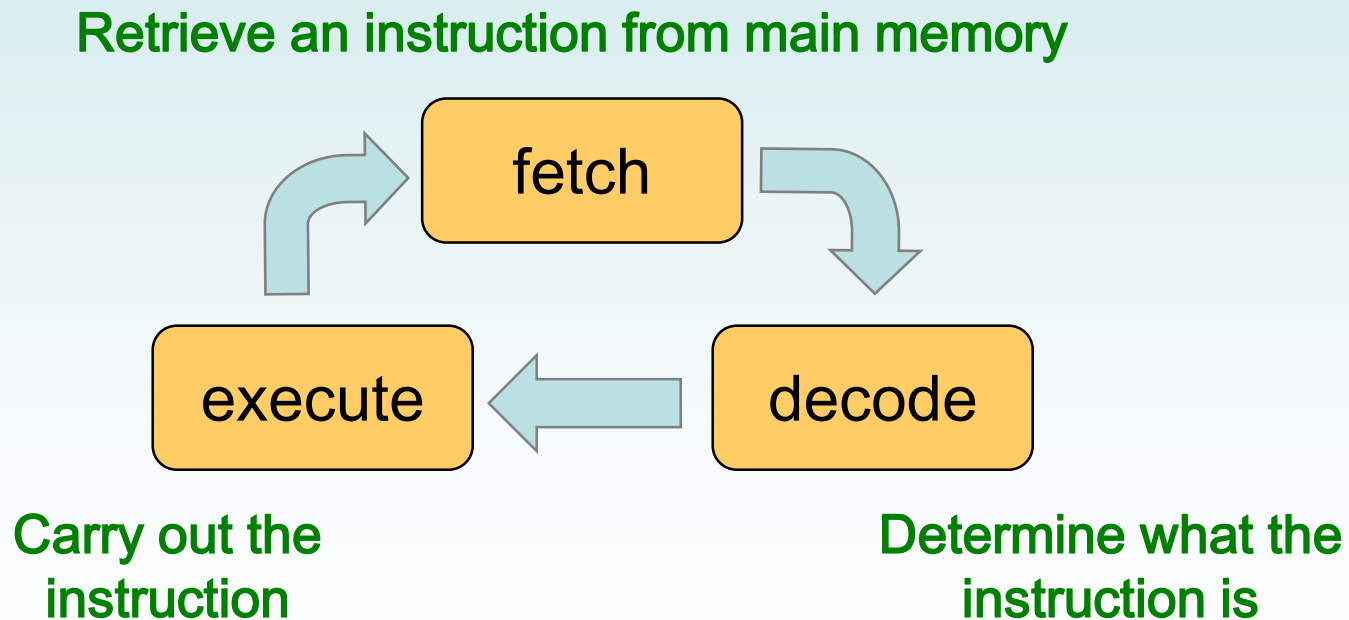 Retrieve an instruction from main memory
fetch
execute
decode
Carry out the
instruction
Determine what the
instruction is